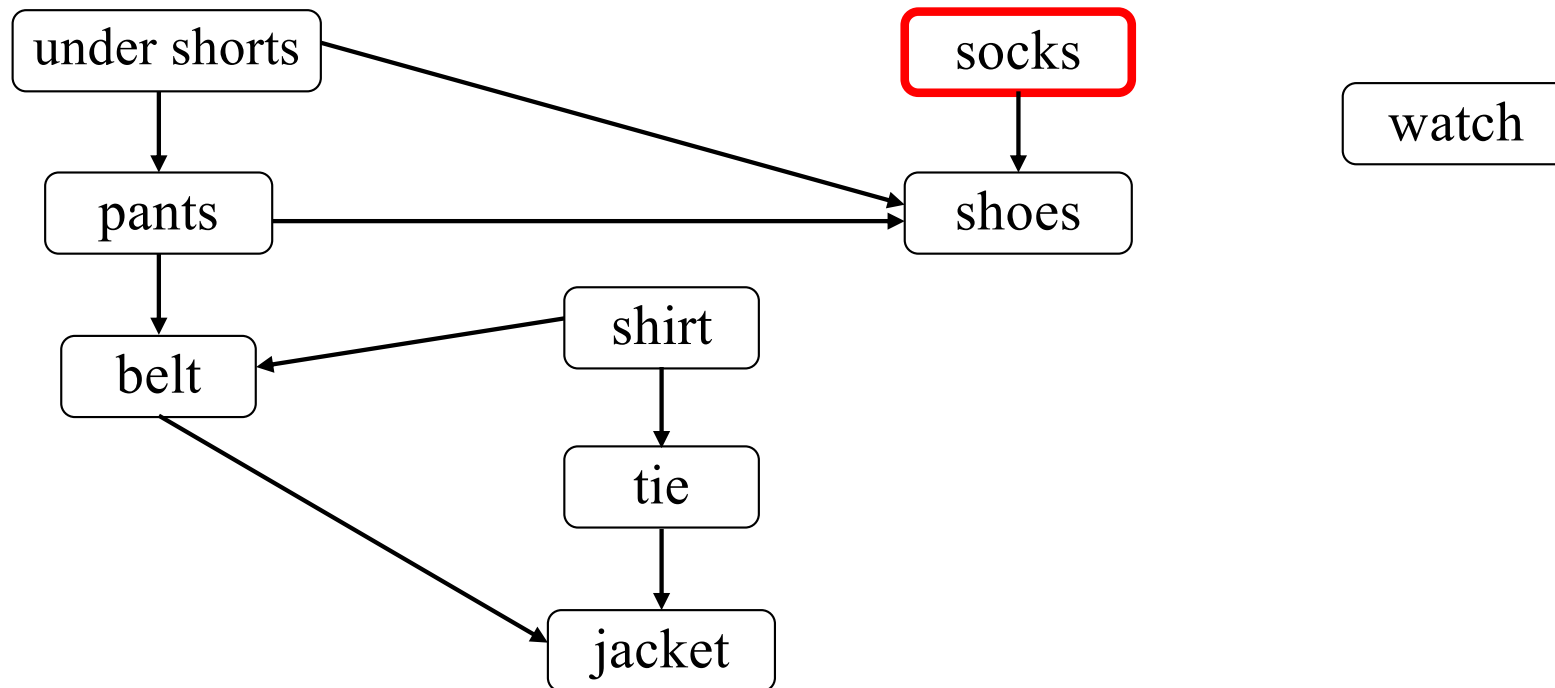 under shorts
socks
watch
pants
shoes
shirt
belt
tie
jacket